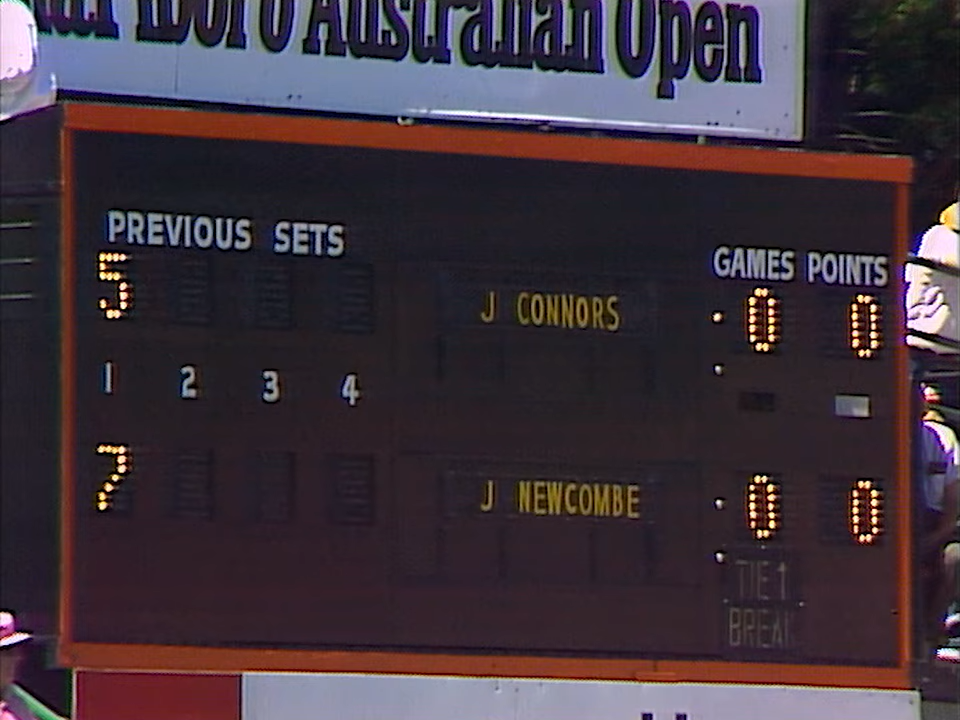 Australian Open
PREVIOUS SETS
GAMES POINTS
5
J CONNORS
0 0
1 2 3 4
7
J NEWCOMBE
0 0
TIE
BREAK